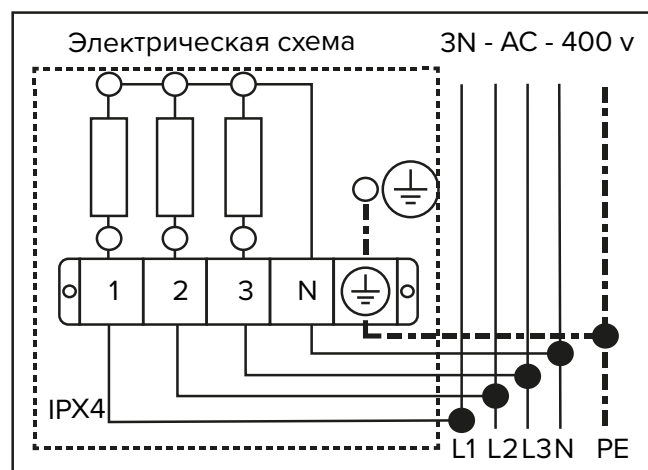 Электрическая схема
3N - AC - 400 v
1 2 3 N
IPX4
L1 L2 L3 N PE